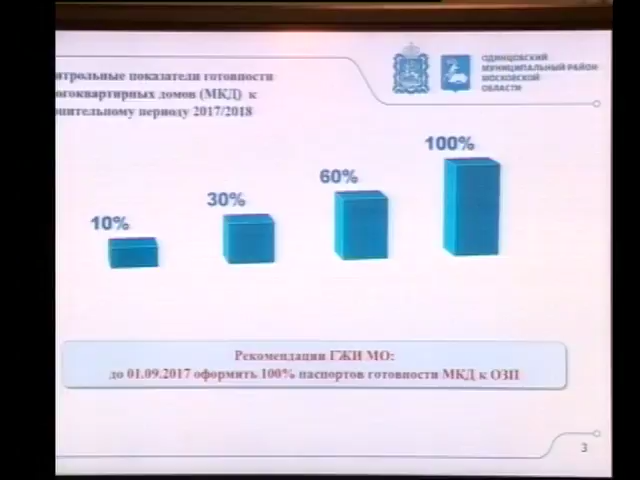 итрольные показатели готовности
огоквартирных домов (МКД) к
опительному периоду 2017/2018
ОДИНЦОВСКИЙ
МУНИЦИПАЛЬНЫЙ РАЙОН
МОСКОВСКОЙ
ОБЛАСТИ
10%
30%
60%
100%
Рекомендации ГЖИ МО:
до 01.09.2017 оформить 100% паспортов готовности МКД к ОЗП
3